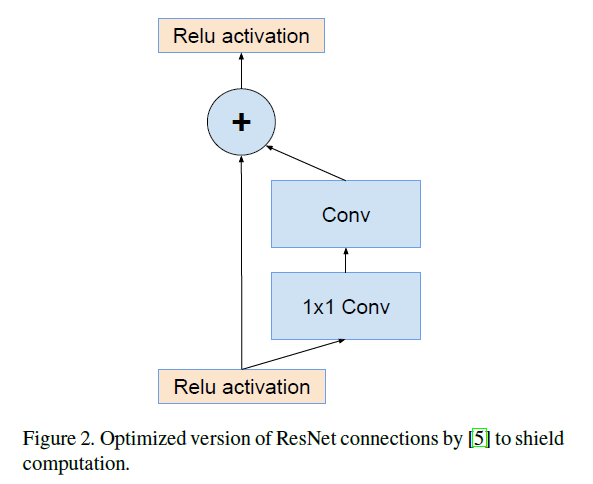 Relu activation
+
Conv
1x1 Conv
Relu activation
Figure 2. Optimized version of ResNet connections by [5] to shield
computation.